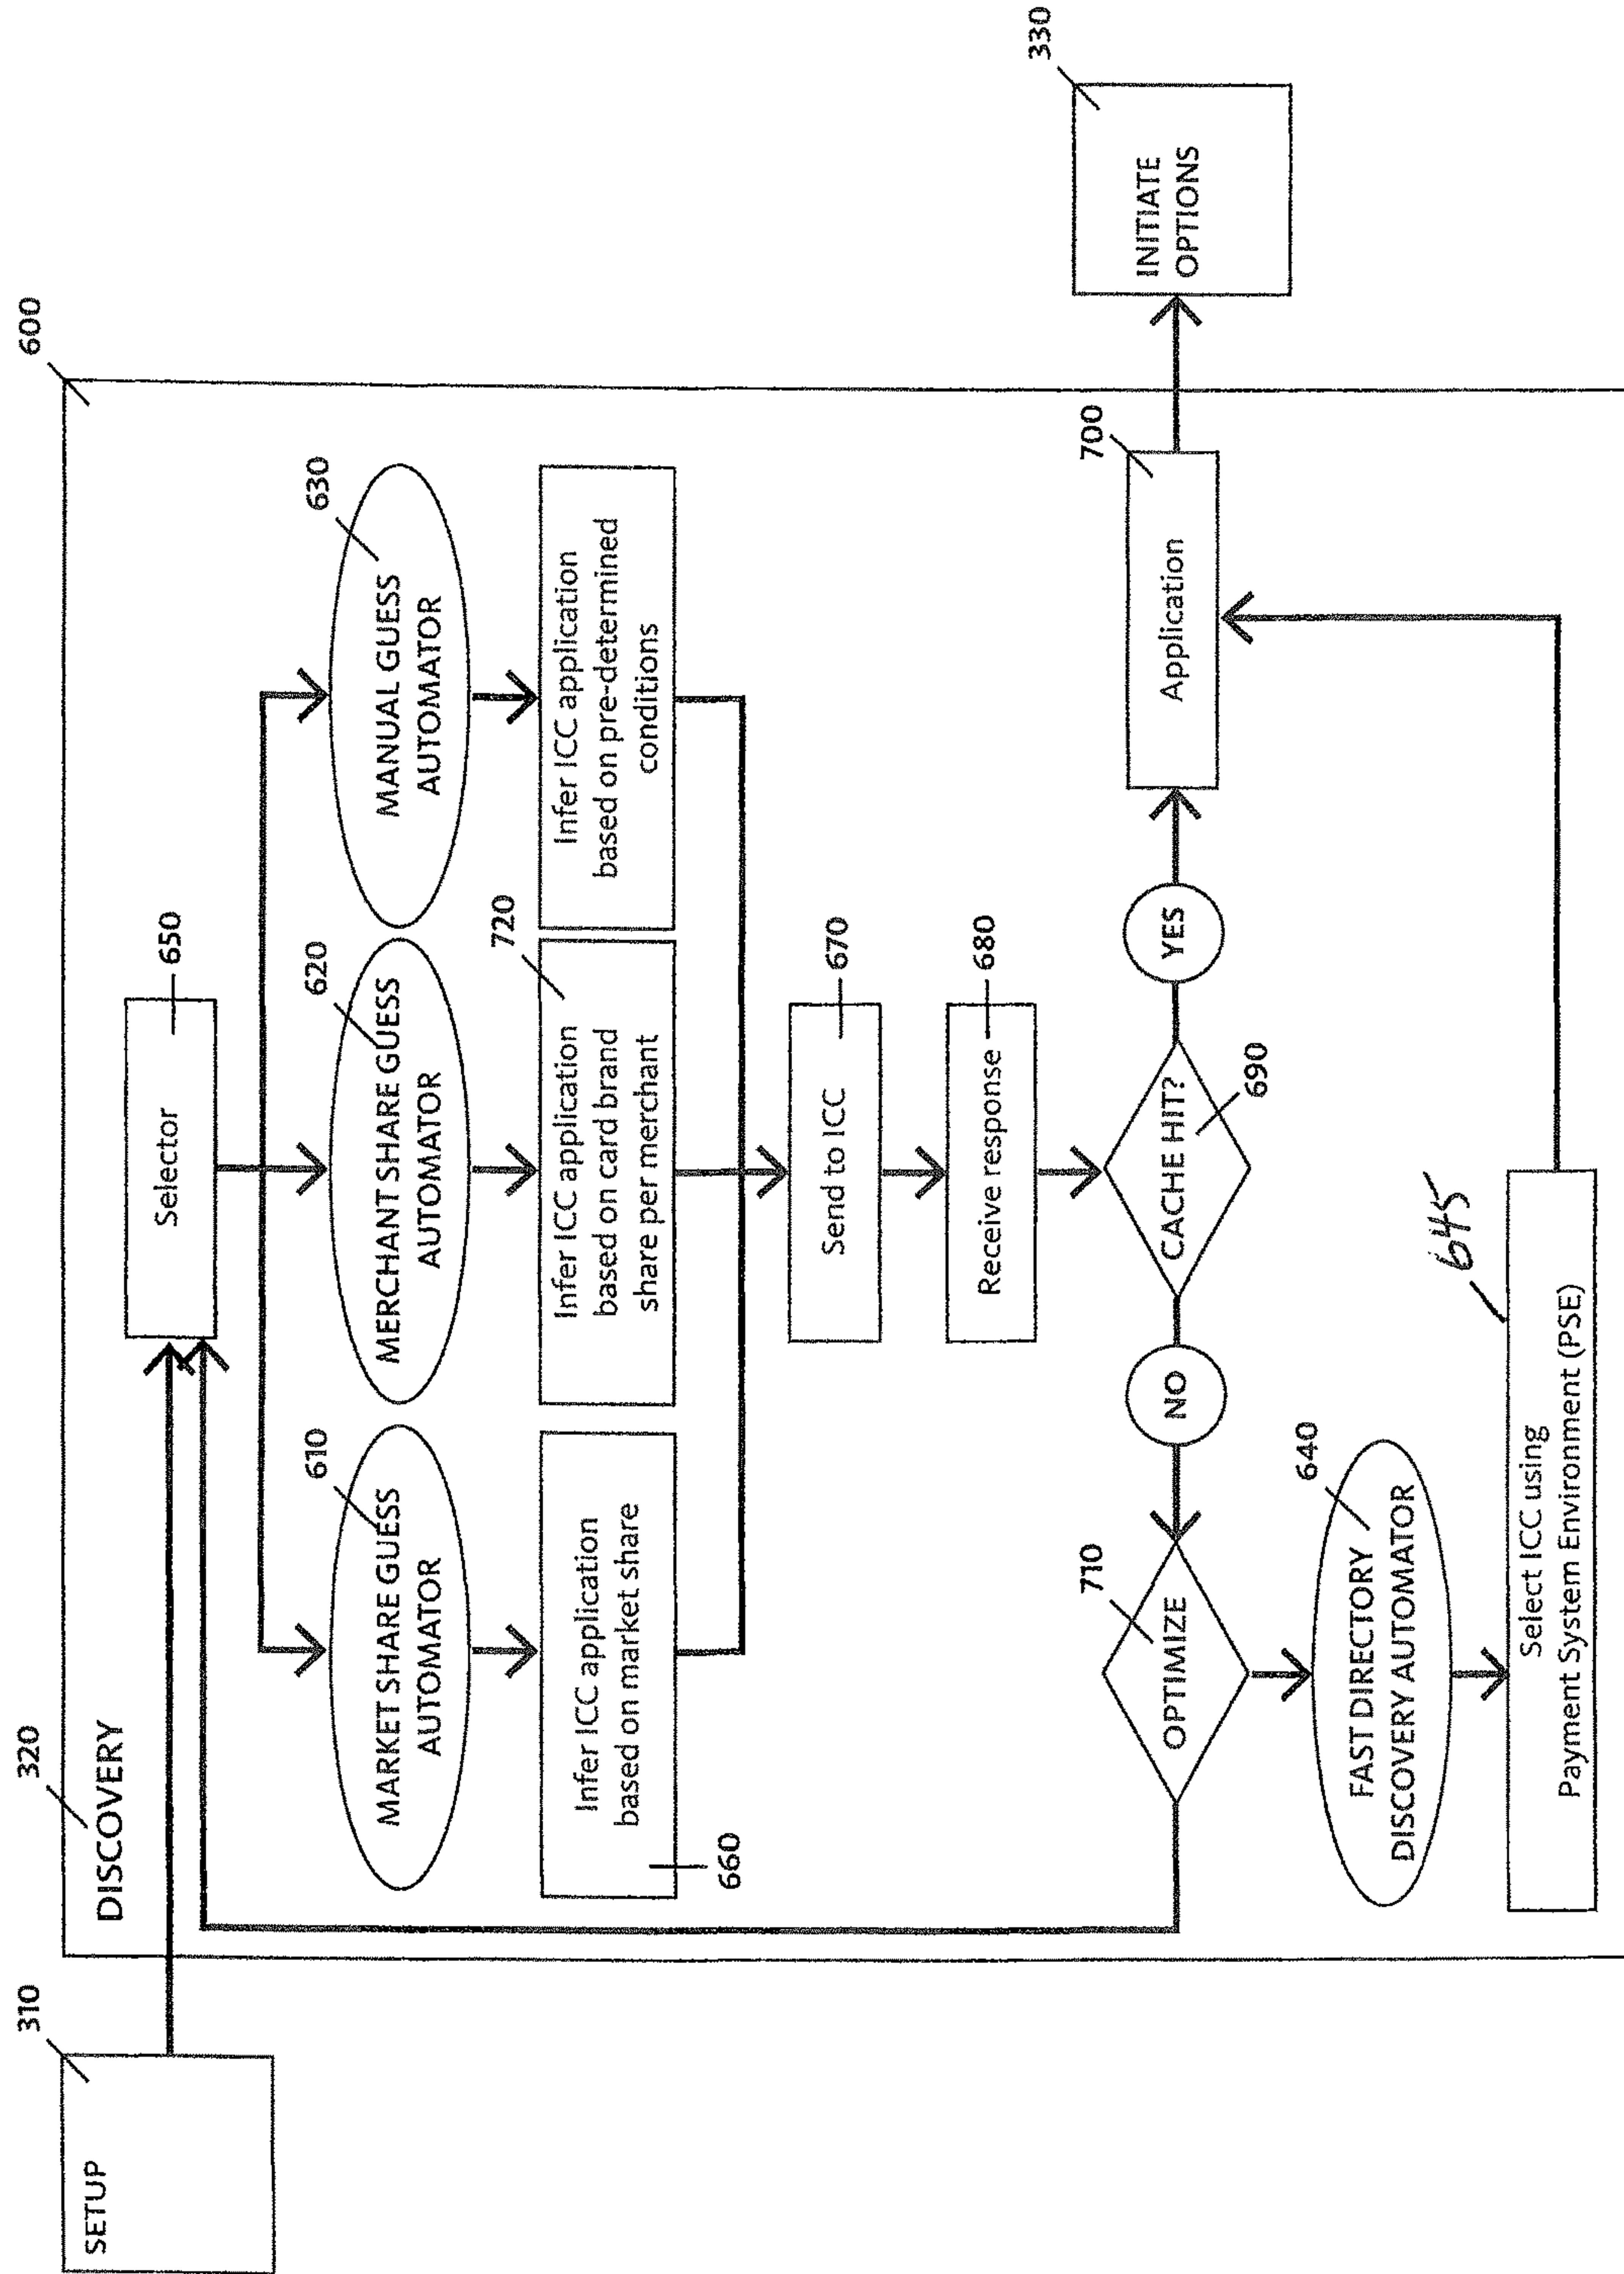 310
SETUP
320
DISCOVERY
600
Selector
650
610
MARKET SHARE GUESS
AUTOMATOR
620
MERCHANT SHARE GUESS
AUTOMATOR
630
MANUAL GUESS
AUTOMATOR
Infer ICC application
based on market share
660
720
Infer ICC application
based on card brand
share per merchant
Infer ICC application
based on pre-determined
conditions
Send to ICC
670
Receive response
680
710
OPTIMIZE
NO
CACHE HIT?
690
YES
700
Application
330
INITIATE
OPTIONS
640
FAST DIRECTORY
DISCOVERY AUTOMATOR
645
Select ICC using
Payment System Environment (PSE)